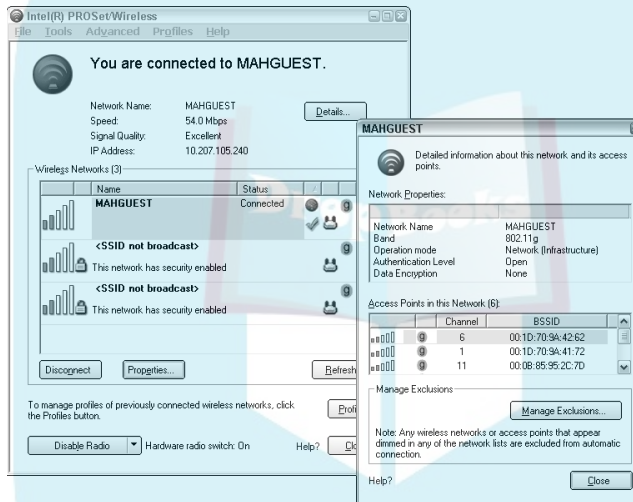 Intel(R) PROSet/Wireless
File Tools Advanced Profiles Help
You are connected to MAHGUEST.
Network Name: MAHGUEST
Speed: 54.0 Mbps
Signal Quality: Excellent
IP Address: 10.207.105.240
Details...
Wireless Networks (3)
Name Status
MAHGUEST Connected
<SSID not broadcast>
This network has security enabled
<SSID not broadcast>
This network has security enabled
Disconnect Properties... Refresh
To manage profiles of previously connected wireless networks, click
the Profiles button.
Disable Radio Hardware radio switch: On Help?
MAHGUEST
Detailed information about this network and its access
points.
Network Properties:
Network Name MAHGUEST
Band 802.11g
Operation mode Network (Infrastructure)
Authentication Level Open
Data Encryption None
Access Points in this Network (6):
Channel BSSID
g 6 00:1D:70:9A:42:62
g 1 00:1D:70:9A:41:72
g 11 00:0B:85:95:2C:7D
Manage Exclusions
Manage Exclusions...
Note: Any wireless networks or access points that appear
dimmed in any of the network lists are excluded from automatic
connection.
Help? Close
DropBooks